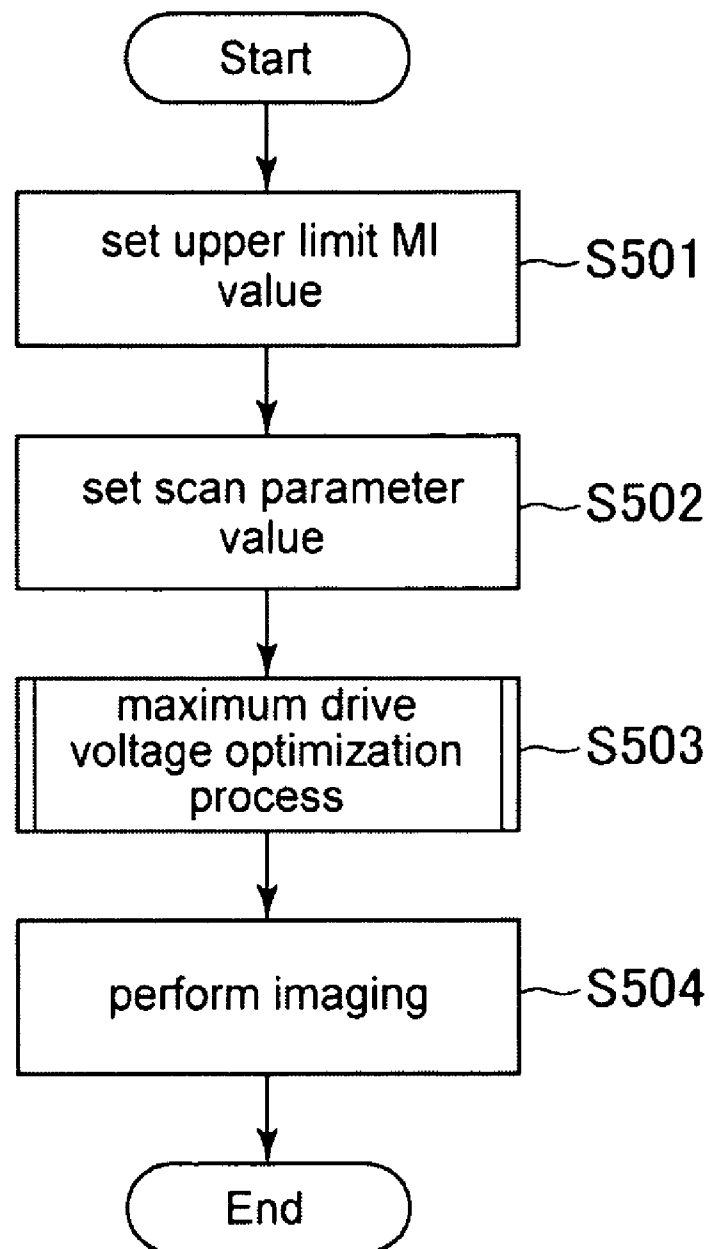 Start
set upper limit MI
value
S501
set scan parameter
value
S502
maximum drive
voltage optimization
process
S503
perform imaging
S504
End